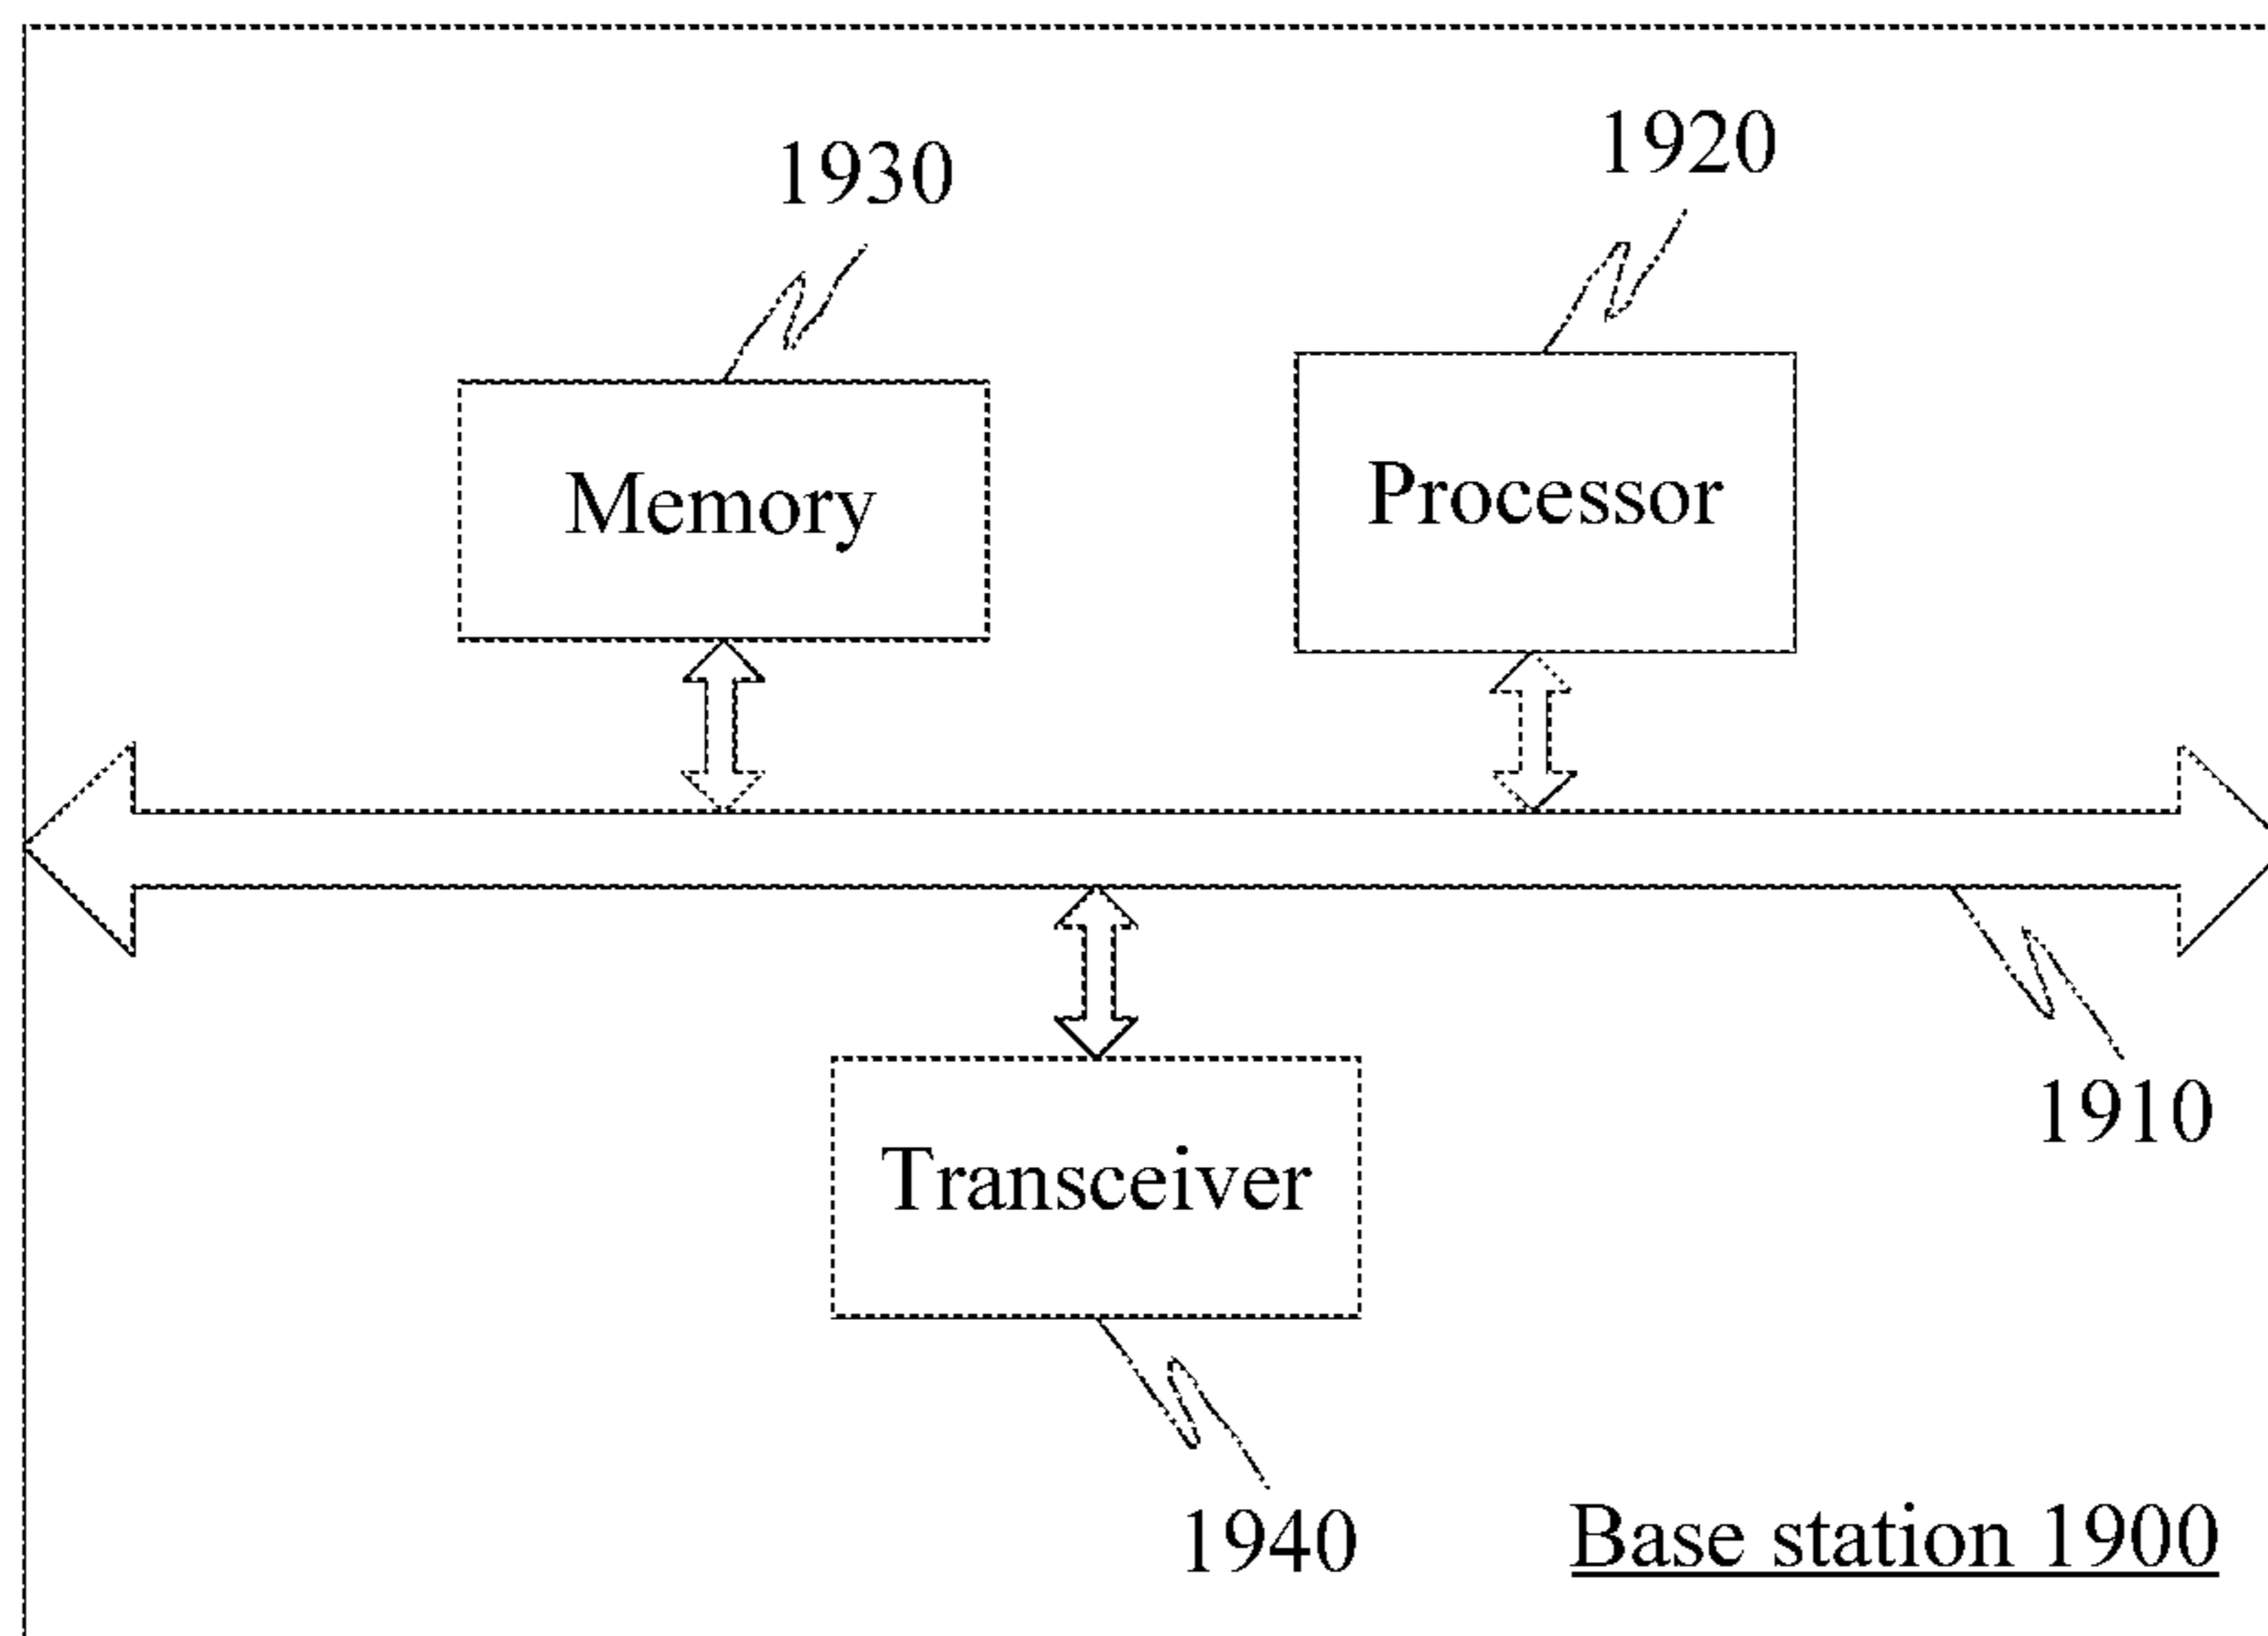 1930
1920
Memory
Processor
1910
Transceiver
1940
Base station 1900